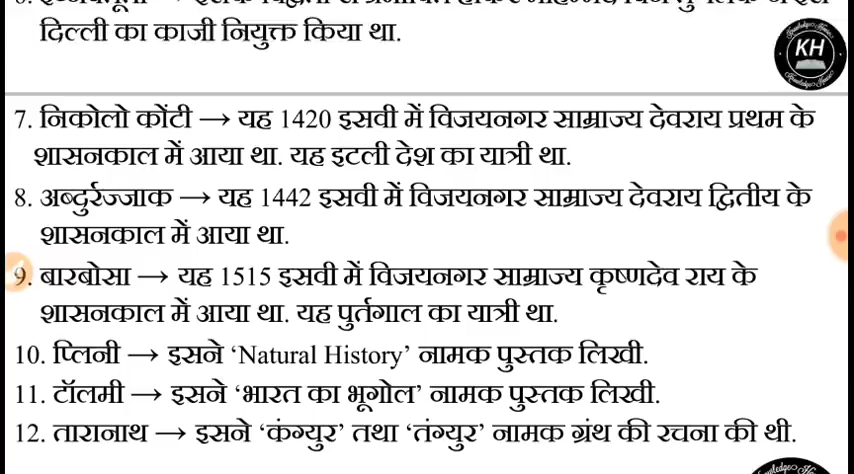 दिल्ली का काजी नियुक्त किया था.
KH
7. निकोलो कोंटी → यह 1420 इसवी में विजयनगर साम्राज्य देवराय प्रथम के
शासनकाल में आया था. यह इटली देश का यात्री था.
8. अब्दुर्रज्जाक → यह 1442 इसवी में विजयनगर साम्राज्य देवराय द्वितीय के
शासनकाल में आया था.
9. बारबोसा → यह 1515 इसवी में विजयनगर साम्राज्य कृष्णदेव राय के
शासनकाल में आया था. यह पुर्तगाल का यात्री था.
10. प्लिनी → इसने ‘Natural History’ नामक पुस्तक लिखी.
11. टॉलमी → इसने ‘भारत का भूगोल’ नामक पुस्तक लिखी.
12. तारानाथ → इसने ‘कंग्युर’ तथा ‘तंग्युर’ नामक ग्रंथ की रचना की थी.